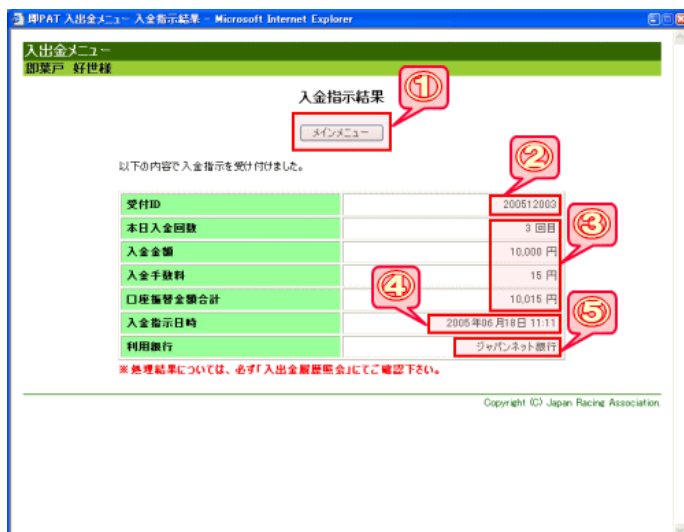 即PAT 入出金メニュー 入金指示結果 - Microsoft Internet Explorer
入出金メニュー
即葉戸 好世様
入金指示結果
①
メインメニュー
以下の内容で入金指示を受け付けました。
②
受付ID 200512003
本日入金回数 3 回目
③
入金金額 10,000 円
入金手数料 15 円
④
口座振替金額合計 10,015 円
入金指示日時 2005年06月18日 11:11
⑤
利用銀行 ジャパンネット銀行
※処理結果については、必ず「入出金履歴照会」にてご確認下さい。
Copyright (C) Japan Racing Association.